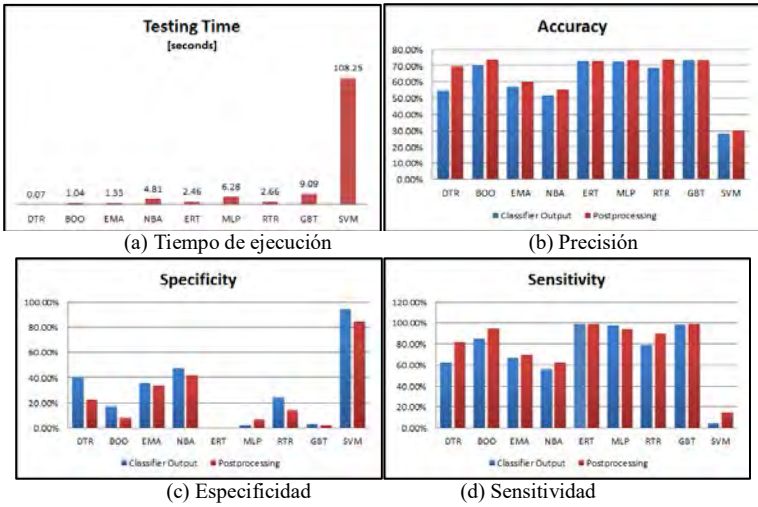 Testing Time
[seconds]
108.25
0.07 1.04 1.33 4.81 2.46 6.28 2.66 9.09
DTR BOO EMA NBA ERT MLP RTR GBT SVM
(a) Tiempo de ejecución
Accuracy
80.00%
70.00%
60.00%
50.00%
40.00%
30.00%
20.00%
10.00%
0.00%
DTR BOO EMA NBA ERT MLP RTR GBT SVM
Classifier Output Postprocessing
(b) Precisión
Specificity
100.00%
80.00%
60.00%
40.00%
20.00%
0.00%
DTR BOO EMA NBA ERT MLP RTR GBT SVM
Classifier Output Postprocessing
(c) Especificidad
Sensitivity
120.00%
100.00%
80.00%
60.00%
40.00%
20.00%
0.00%
DTR BOO EMA NBA ERT MLP RTR GBT SVM
Classifier Output Postprocessing
(d) Sensitividad